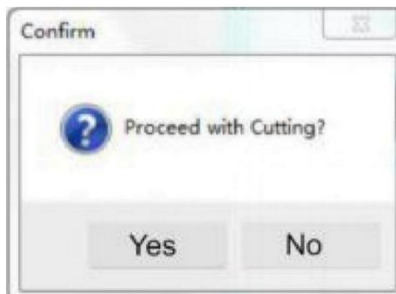 Confirm
Proceed with Cutting?
Yes
No